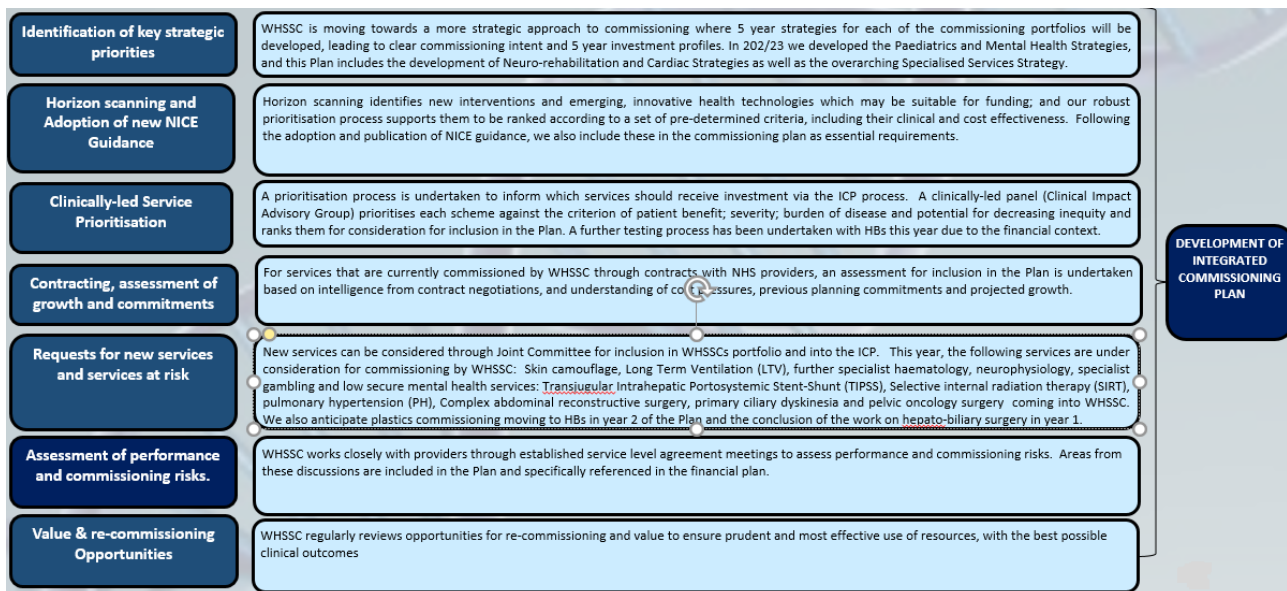 Identification of key strategic
priorities
WHSSC is moving towards a more strategic approach to commissioning where 5 year strategies for each of the commissioning portfolios will be
developed, leading to clear commissioning intent and 5 year investment profiles. In 202/23 we developed the Paediatrics and Mental Health Strategies,
and this Plan includes the development of Neuro-rehabilitation and Cardiac Strategies as well as the overarching Specialised Services Strategy.
Horizon scanning and
Adoption of new NICE
Guidance
Horizon scanning identifies new interventions and emerging, innovative health technologies which may be suitable for funding; and our robust
prioritisation process supports them to be ranked according to a set of pre-determined criteria, including their clinical and cost effectiveness. Following
the adoption and publication of NICE guidance, we also include these in the commissioning plan as essential requirements.
Clinically-led Service
Prioritisation
A prioritisation process is undertaken to inform which services should receive investment via the ICP process. A clinically-led panel (Clinical Impact
Advisory Group) prioritises each scheme against the criterion of patient benefit; severity; burden of disease and potential for decreasing inequity and
ranks them for consideration for inclusion in the Plan. A further testing process has been undertaken with HBs this year due to the financial context.
Contracting, assessment of
growth and commitments
For services that are currently commissioned by WHSSC through contracts with NHS providers, an assessment for inclusion in the Plan is undertaken
based on intelligence from contract negotiations, and understanding of cost pressures, previous planning commitments and projected growth.
Requests for new services
and services at risk
New services can be considered through Joint Committee for inclusion in WHSSCs portfolio and into the ICP. This year, the following services are under
consideration for commissioning by WHSSC: Skin camouflage, Long Term Ventilation (LTV), further specialist haematology, neurophysiology, specialist
gambling and low secure mental health services: Transjugular Intrahepatic Portosystemic Stent-Shunt (TIPSS), Selective internal radiation therapy (SIRT),
pulmonary hypertension (PH), Complex abdominal reconstructive surgery, primary ciliary dyskinesia and pelvic oncology surgery coming into WHSSC.
We also anticipate plastics commissioning moving to HBs in year 2 of the Plan and the conclusion of the work on hepato-biliary surgery in year 1.
Assessment of performance
and commissioning risks.
WHSSC works closely with providers through established service level agreement meetings to assess performance and commissioning risks. Areas from
these discussions are included in the Plan and specifically referenced in the financial plan.
Value & re-commissioning
Opportunities
WHSSC regularly reviews opportunities for re-commissioning and value to ensure prudent and most effective use of resources, with the best possible
clinical outcomes
DEVELOPMENT OF
INTEGRATED
COMMISSIONING
PLAN